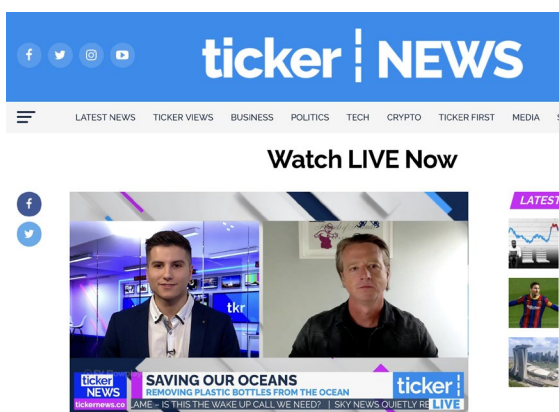 ticker NEWS
LATEST NEWS TICKER VIEWS BUSINESS POLITICS TECH CRYPTO TICKER FIRST MEDIA S
Watch LIVE Now
LATEST
tkr
ticker NEWS
SAVING OUR OCEANS
REMOVING PLASTIC BOTTLES FROM THE OCEAN
ticker LIVE
tickernews.co LAME – IS THIS THE WAKE UP CALL WE NEED? | SKY NEWS QUIETLY RE